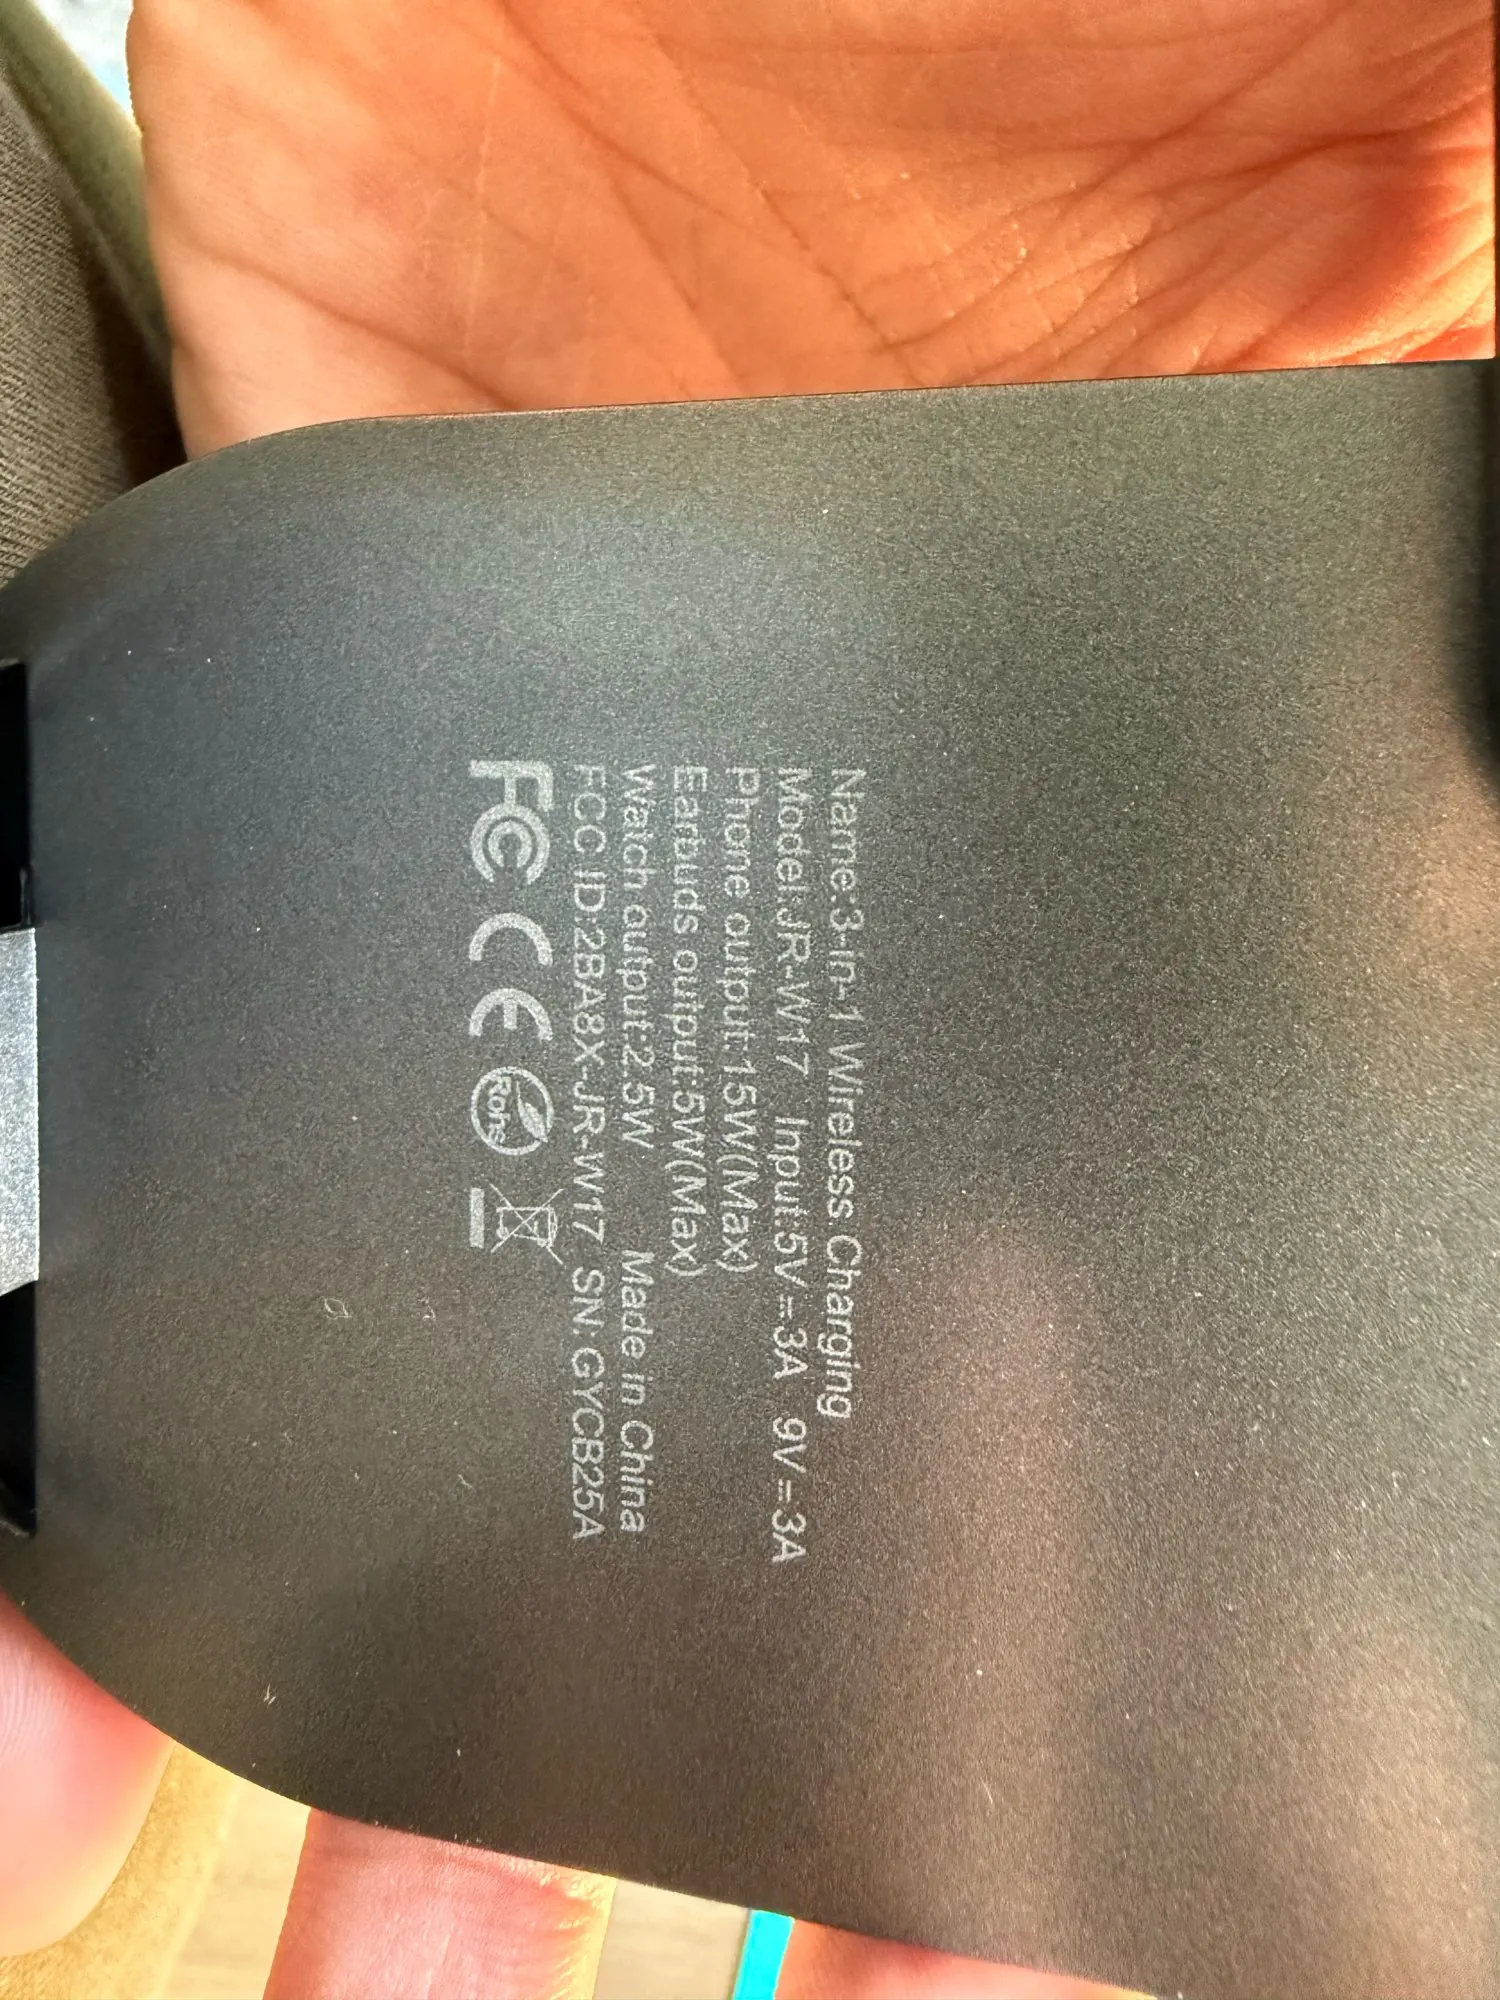 Name:3-in-1 Wireless Charging
Model:JR-W17 Input:5V⎓3A 9V⎓3A
Phone output:15W(Max)
Earbuds output:5W(Max)
Watch output:2.5W Made in China
FCC ID:2BA8X-JR-W17 SN: GYCB25A
FC CE RoHS